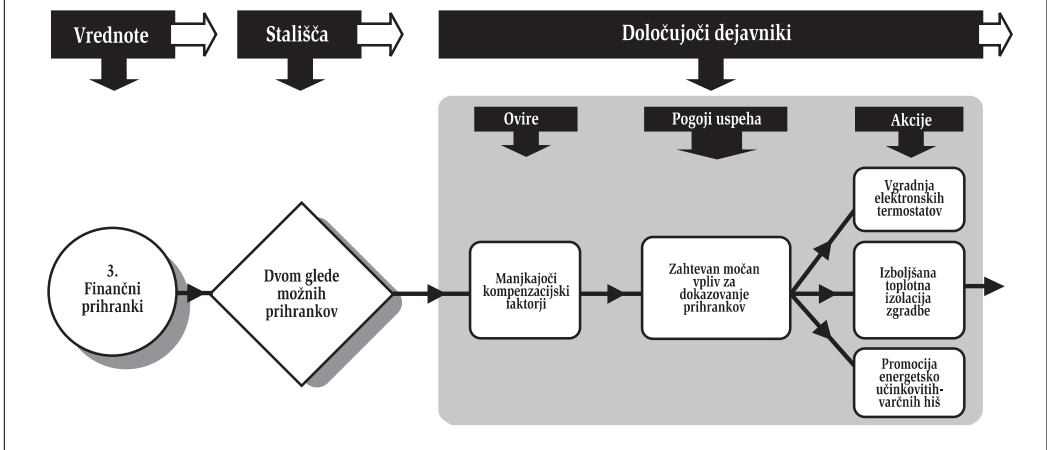 Vrednote
Stališča
Določujoči dejavniki
Ovire
Pogoji uspeha
Akcije
3.
Finančni
prihranki
Dvom glede
možnih
prihrankov
Manjkajoči
kompenzacijski
faktorji
Zahtevan močan
vpliv za
dokazovanje
prihrankov
Vgradnja
elektronskih
termostatov
Izboljšana
toplotna
izolacija
zgradbe
Promocija
energetsko
učinkovitih-
varčnih hiš